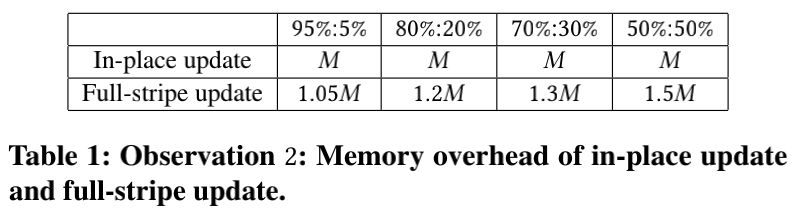 95%:5% 80%:20% 70%:30% 50%:50%
In-place update M M M M
Full-stripe update 1.05M 1.2M 1.3M 1.5M
Table 1: Observation 2: Memory overhead of in-place update
and full-stripe update.